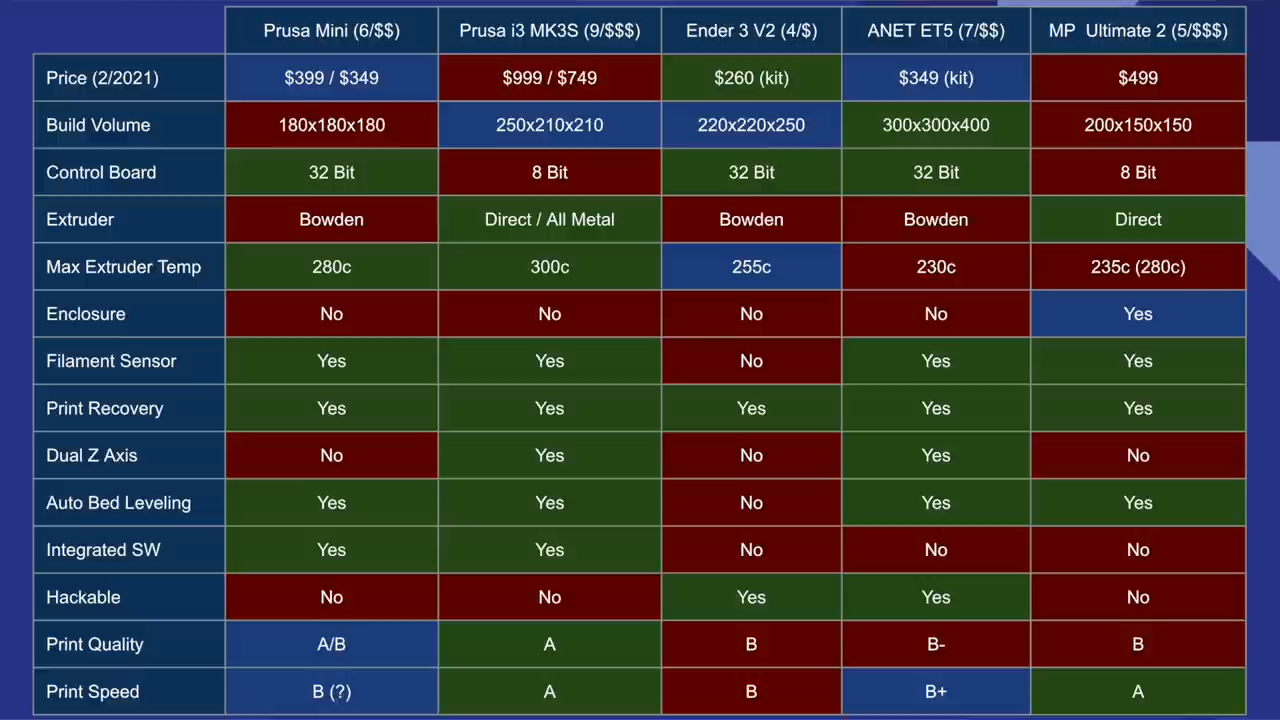 Prusa Mini (6/$$) Prusa i3 MK3S (9/$$$) Ender 3 V2 (4/$) ANET ET5 (7/$$) MP Ultimate 2 (5/$$$)
Price (2/2021) $399 / $349 $999 / $749 $260 (kit) $349 (kit) $499
Build Volume 180x180x180 250x210x210 220x220x250 300x300x400 200x150x150
Control Board 32 Bit 8 Bit 32 Bit 32 Bit 8 Bit
Extruder Bowden Direct / All Metal Bowden Bowden Direct
Max Extruder Temp 280c 300c 255c 230c 235c (280c)
Enclosure No No No No Yes
Filament Sensor Yes Yes No Yes Yes
Print Recovery Yes Yes Yes Yes Yes
Dual Z Axis No Yes No Yes No
Auto Bed Leveling Yes Yes No Yes Yes
Integrated SW Yes Yes No No No
Hackable No No Yes Yes No
Print Quality A/B A B B- B
Print Speed B (?) A B B+ A